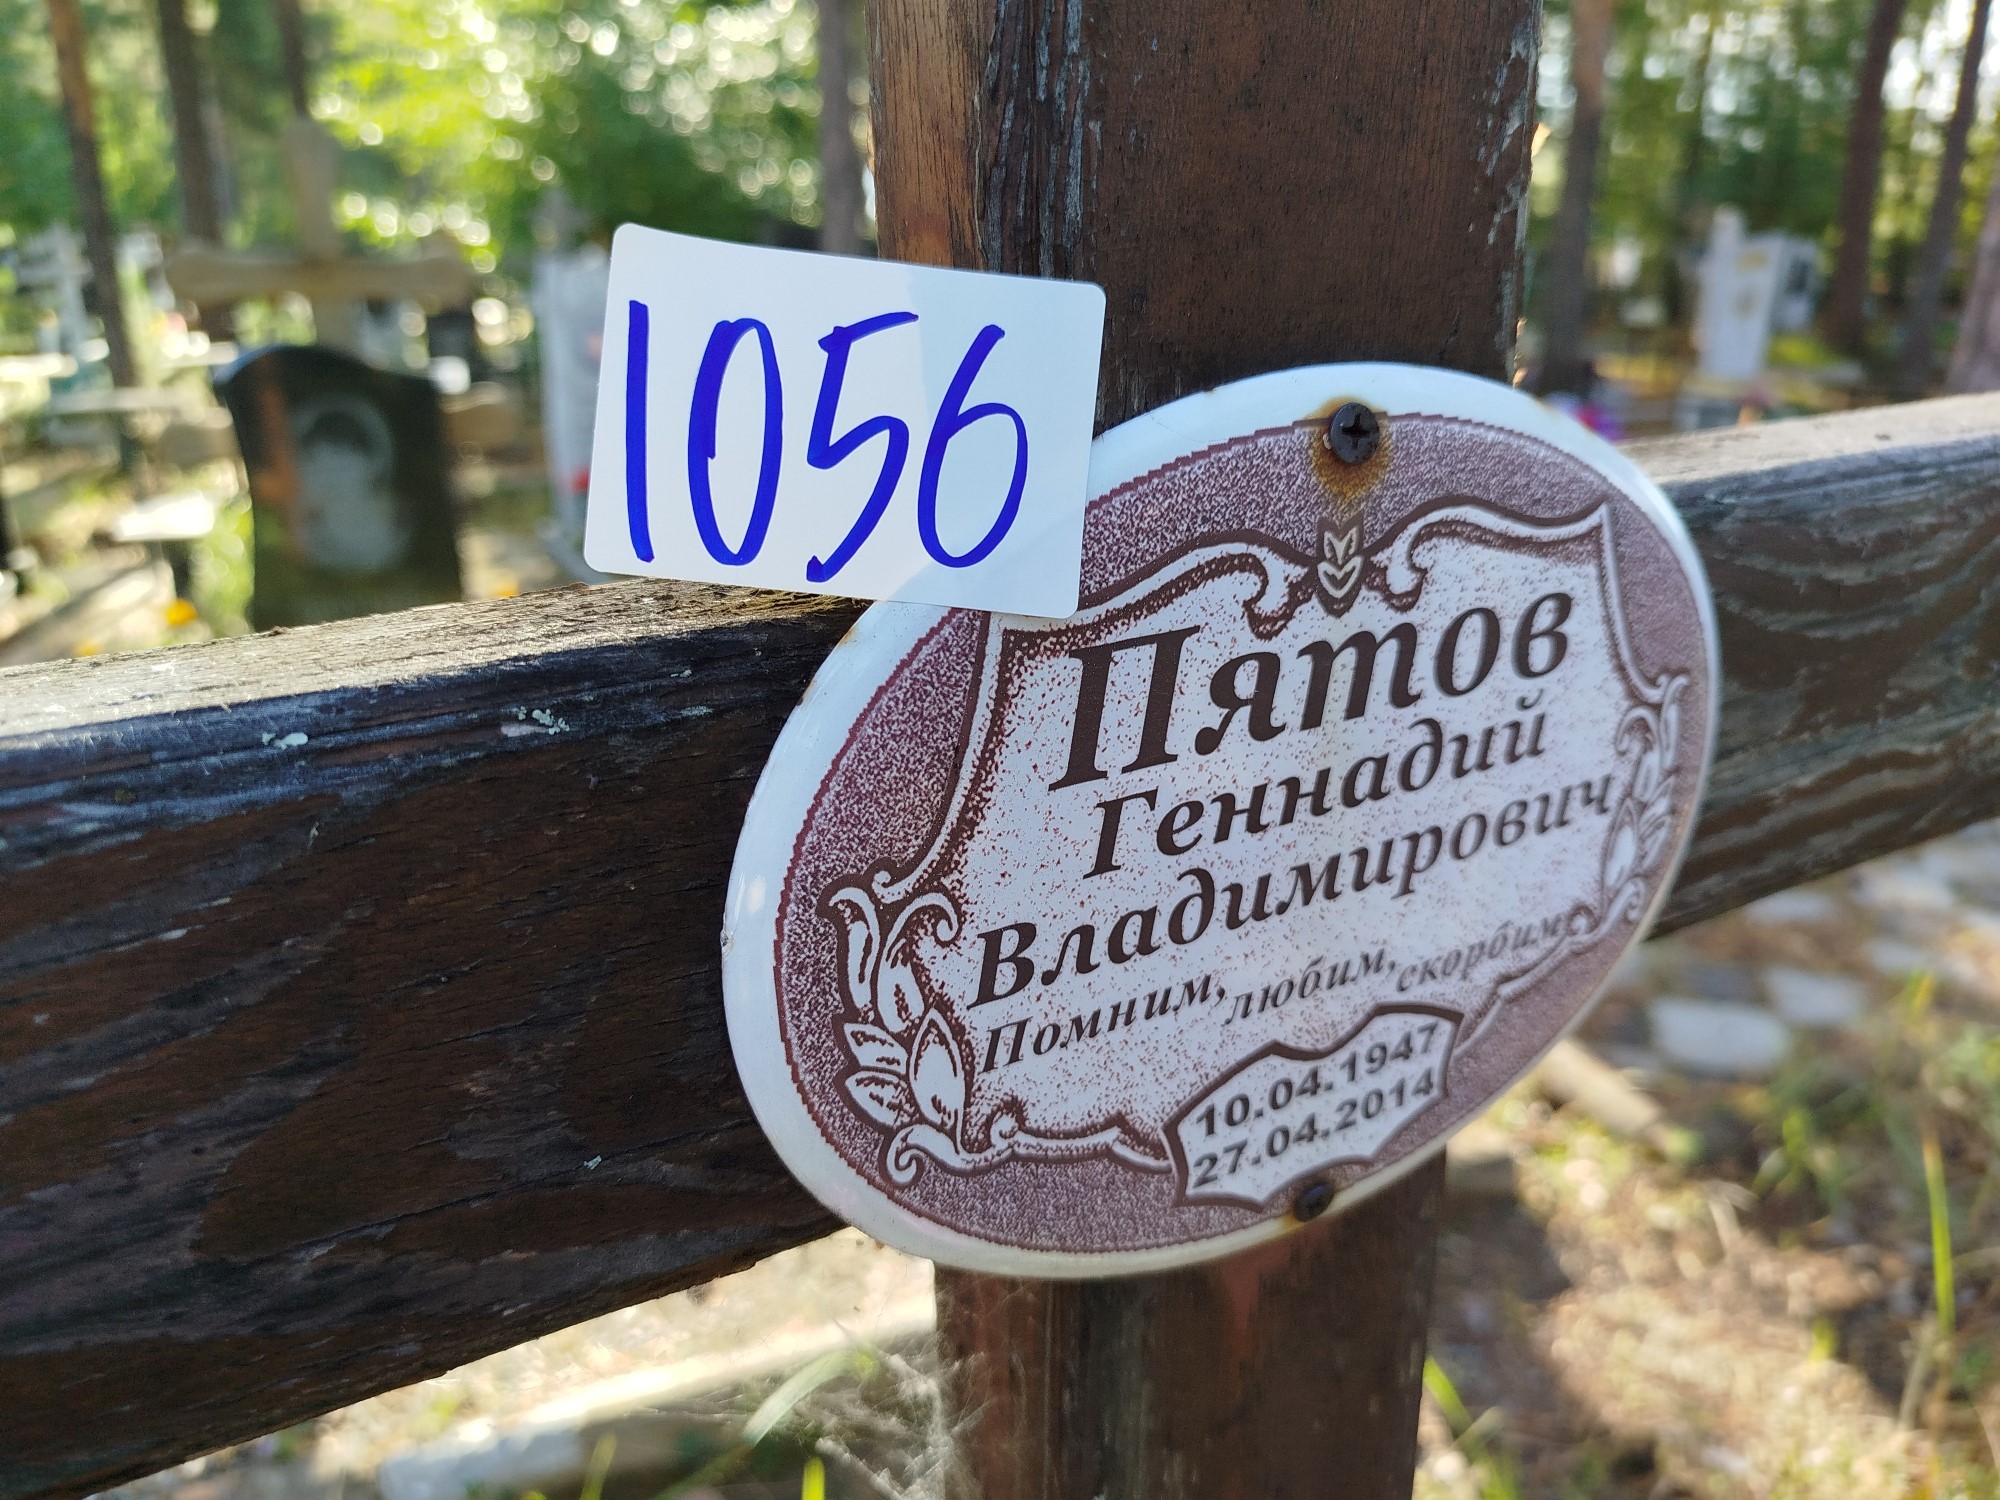 1056
Пятов
Геннадий
Владимирович
Помним, любим, скорбим
10.04.1947
27.04.2014